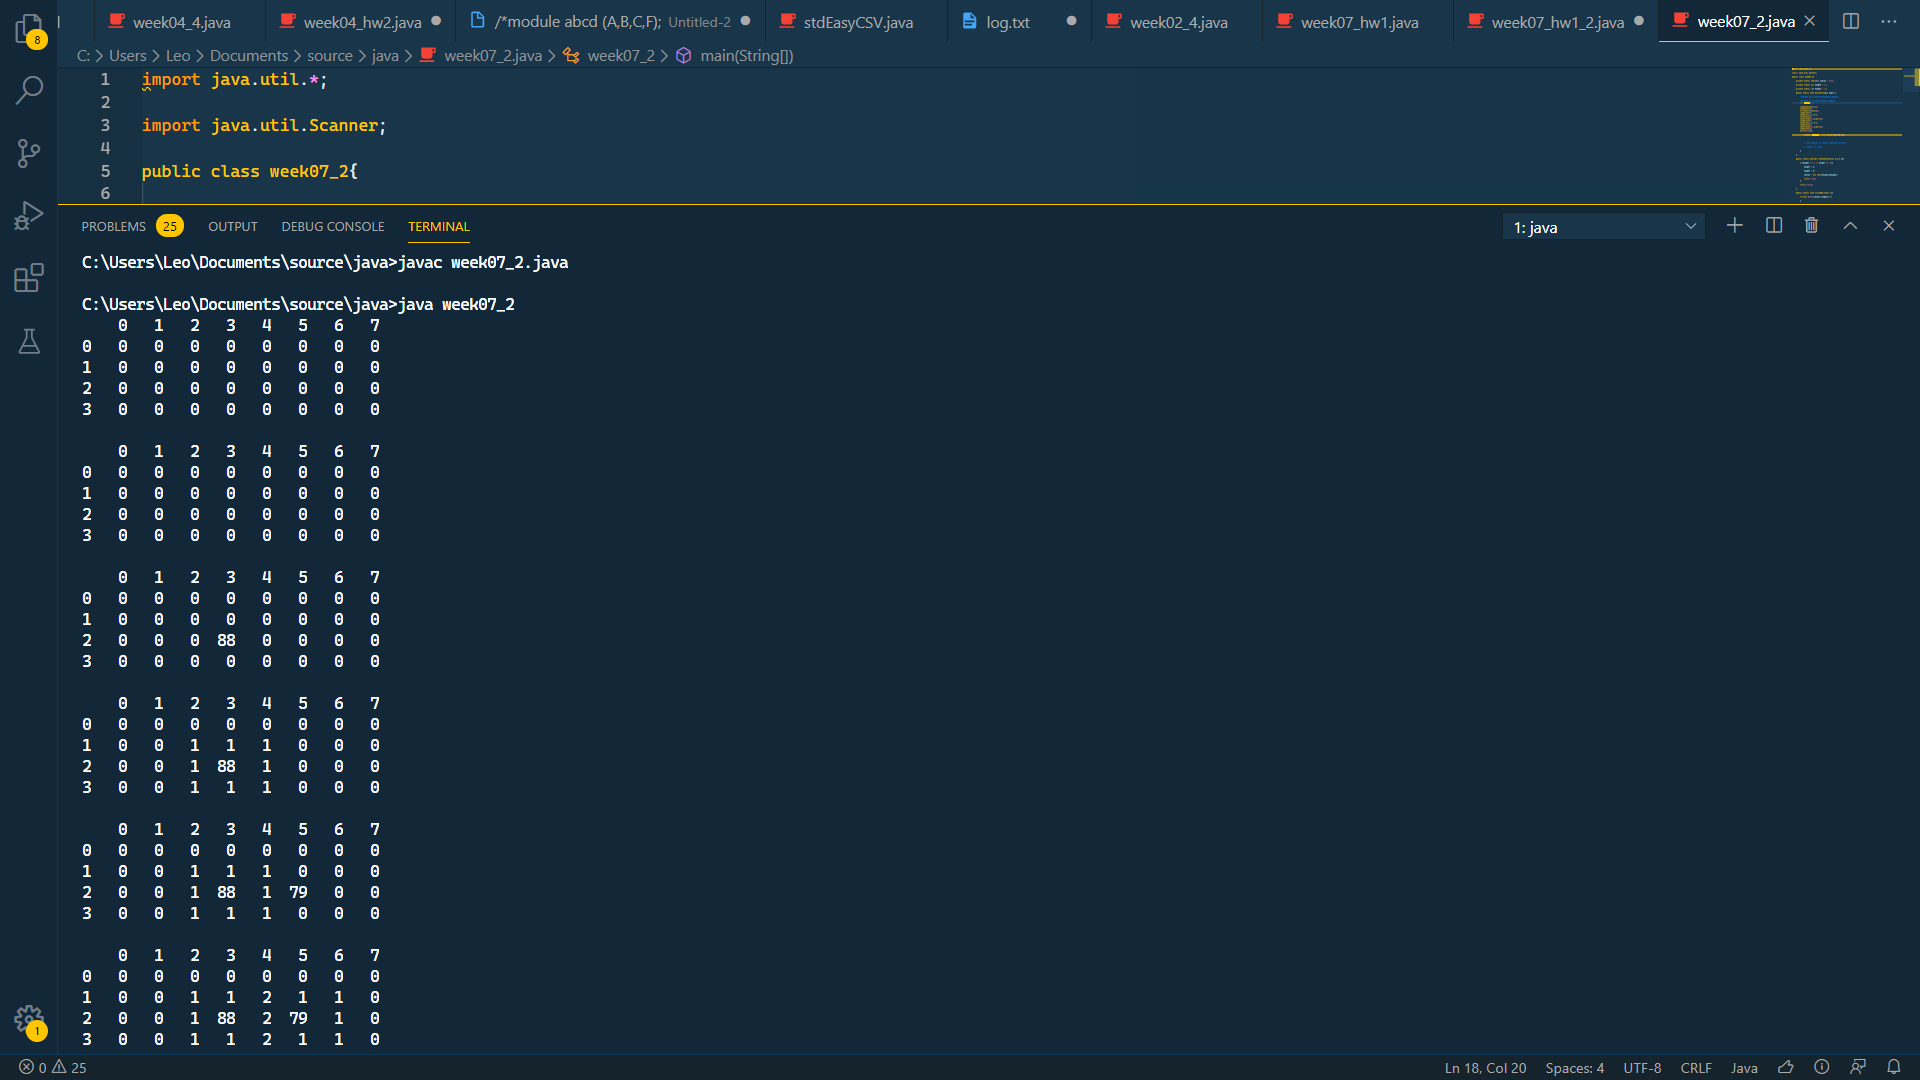 week04_4.java week04_hw2.java /*module abcd (A,B,C,F); Untitled-2 stdEasyCSV.java log.txt week02_4.java week07_hw1.java week07_hw1_2.java week07_2.java
C: > Users > Leo > Documents > source > java > week07_2.java > week07_2 > main(String[])
8
1 import java.util.*;
2
3 import java.util.Scanner;
4
5 public class week07_2{
6
PROBLEMS 25 OUTPUT DEBUG CONSOLE TERMINAL 1: java
C:\Users\Leo\Documents\source\java>javac week07_2.java
C:\Users\Leo\Documents\source\java>java week07_2
0 1 2 3 4 5 6 7
0 0 0 0 0 0 0 0 0
1 0 0 0 0 0 0 0 0
2 0 0 0 0 0 0 0 0
3 0 0 0 0 0 0 0 0
0 1 2 3 4 5 6 7
0 0 0 0 0 0 0 0 0
1 0 0 0 0 0 0 0 0
2 0 0 0 0 0 0 0 0
3 0 0 0 0 0 0 0 0
0 1 2 3 4 5 6 7
0 0 0 0 0 0 0 0 0
1 0 0 0 0 0 0 0 0
2 0 0 0 88 0 0 0 0
3 0 0 0 0 0 0 0 0
0 1 2 3 4 5 6 7
0 0 0 0 0 0 0 0 0
1 0 0 1 1 1 0 0 0
2 0 0 1 88 1 0 0 0
3 0 0 1 1 1 0 0 0
0 1 2 3 4 5 6 7
0 0 0 0 0 0 0 0 0
1 0 0 1 1 1 0 0 0
2 0 0 1 88 1 79 0 0
3 0 0 1 1 1 0 0 0
0 1 2 3 4 5 6 7
0 0 0 0 0 0 0 0 0
1 0 0 1 1 2 1 1 0
2 0 0 1 88 2 79 1 0
3 0 0 1 1 2 1 1 0
1
0 25 Ln 18, Col 20 Spaces: 4 UTF-8 CRLF Java